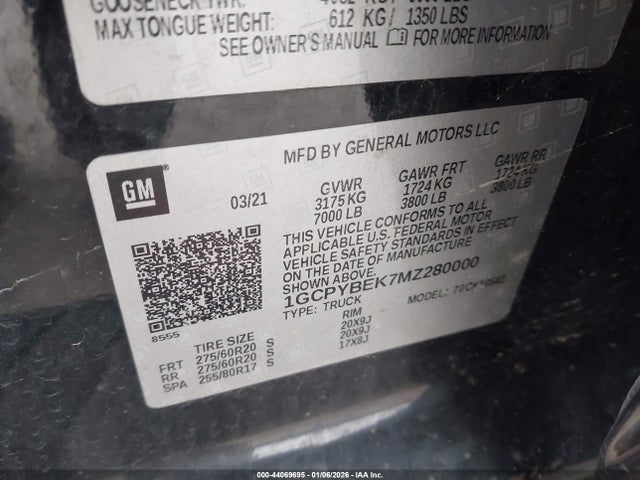 MAX TONGUE WEIGHT: 612 KG/ 1350 LBS
SEE OWNER'S MANUAL FOR MORE INFORMATION
GM
MFD BY GENERAL MOTORS LLC
03/21 GVWR GAWR FRT GAWR RR
3175 KG 1724 KG 1724 KG
7000 LB 3800 LB 3800 LB
THIS VEHICLE CONFORMS TO ALL
APPLICABLE U.S. FEDERAL MOTOR
VEHICLE SAFETY STANDARDS IN EFFECT
ON THE DATE OF MANUFACTURE
SHOWN ABOVE.
1GCPYBEK7MZ280000
TYPE: TRUCK MODEL:
8555
TIRE SIZE RIM
FRT 275/60R20 S 20X9J
RR 275/60R20 S 20X9J
SPA 255/80R17 S 17X8J
000-44069695 | 01/06/2026 | IAA Inc.